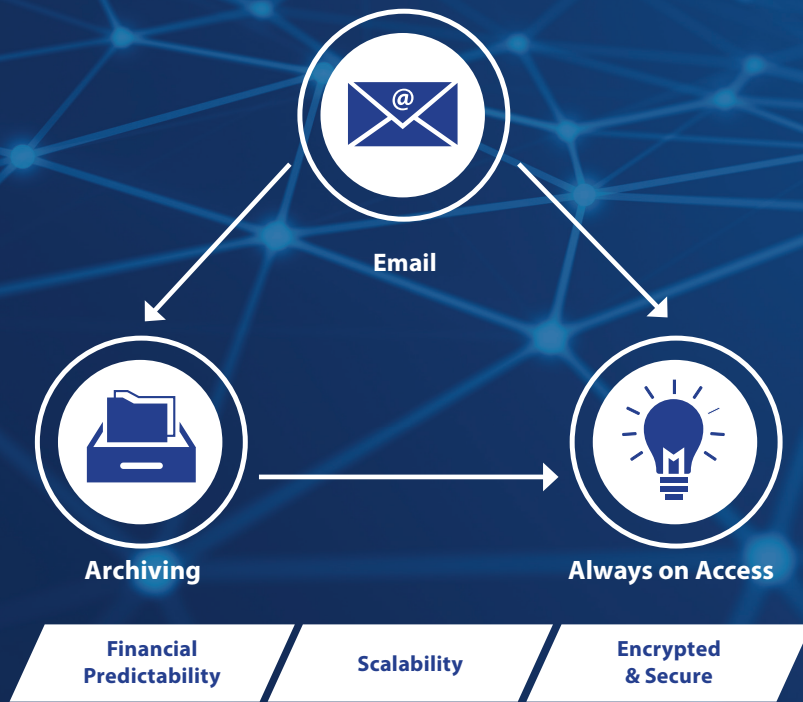 @
Email
Archiving
Always on Access
Financial
Predictability
Scalability
Encrypted
& Secure